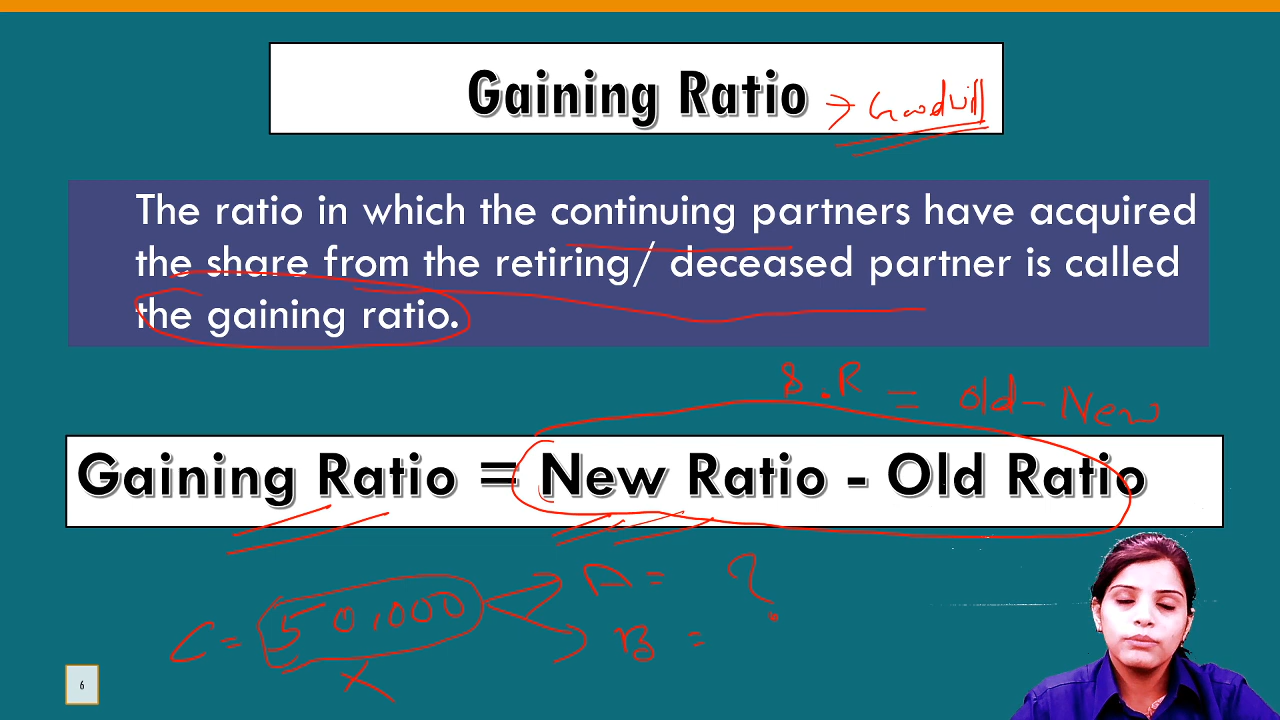 Gaining Ratio → Goodwill
The ratio in which the continuing partners have acquired
the share from the retiring/ deceased partner is called
the gaining ratio.
S.R = Old - New
Gaining Ratio = New Ratio - Old Ratio
A = ?
C = 50,000
B =
6